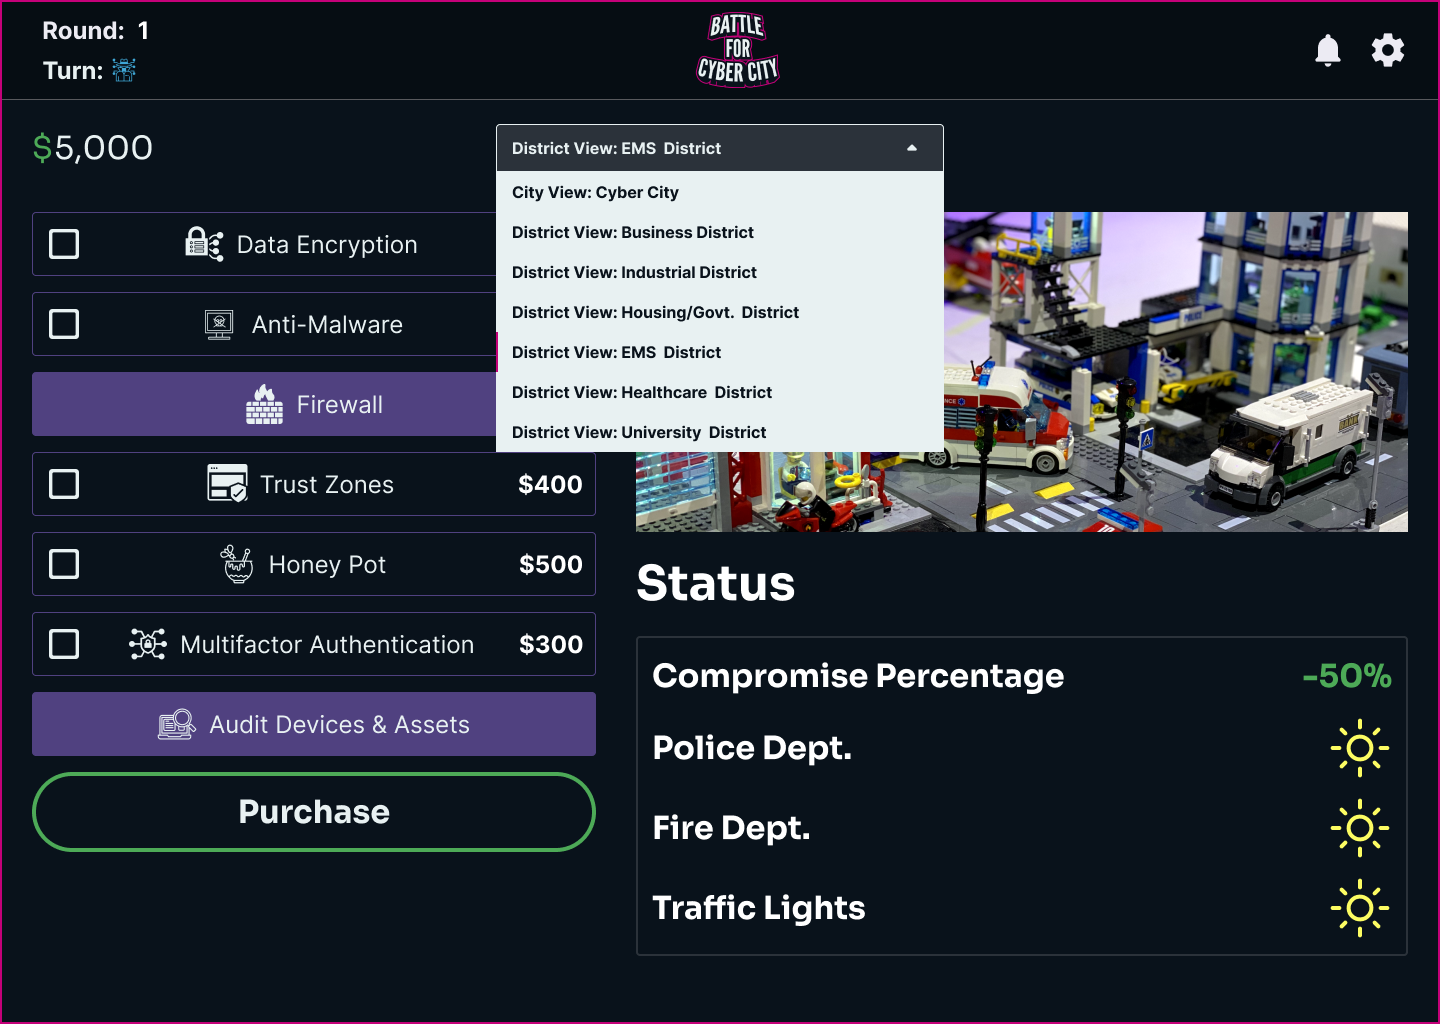 Round: 1
Turn:
BATTLE
FOR
CYBER CITY
$5,000
District View: EMS District
City View: Cyber City
District View: Business District
District View: Industrial District
District View: Housing/Govt. District
District View: EMS District
District View: Healthcare District
District View: University District
Data Encryption
Anti-Malware
Firewall
Trust Zones $400
Honey Pot $500
Multifactor Authentication $300
Audit Devices & Assets
Purchase
POLICE
BANK
Status
Compromise Percentage -50%
Police Dept.
Fire Dept.
Traffic Lights